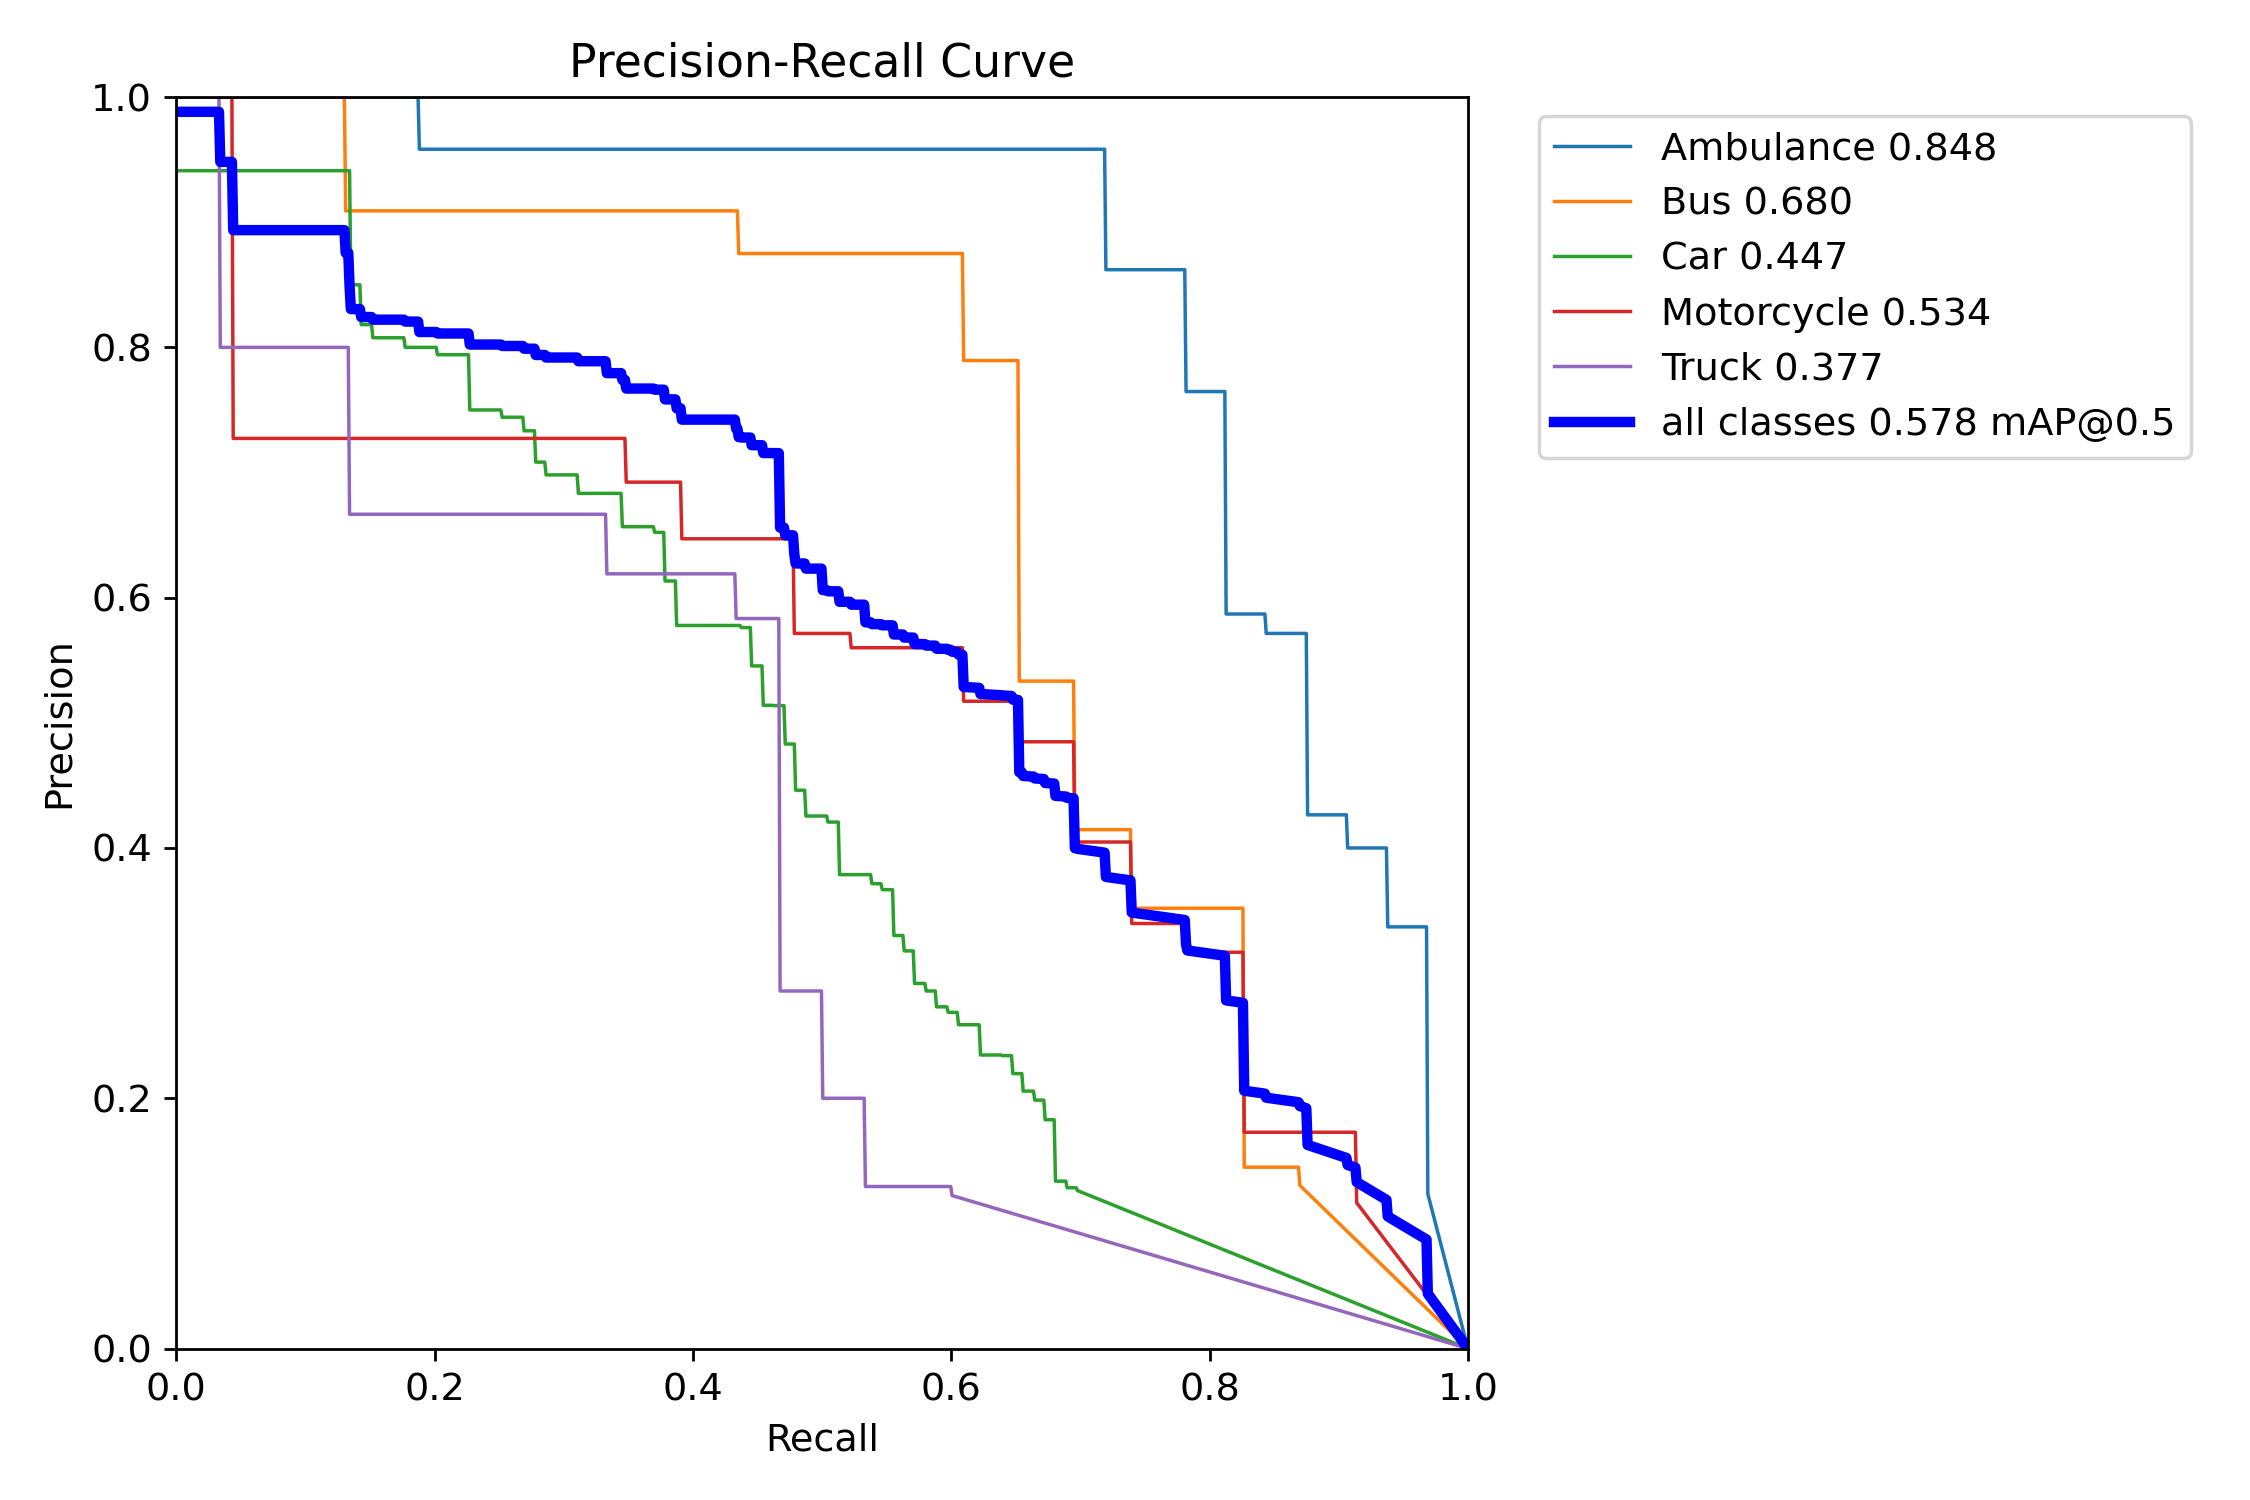 Precision-Recall Curve
1.0
0.8
0.6
0.4
0.2
0.0
Precision
0.0 0.2 0.4 0.6 0.8 1.0
Recall
Ambulance 0.848
Bus 0.680
Car 0.447
Motorcycle 0.534
Truck 0.377
all classes 0.578 mAP@0.5